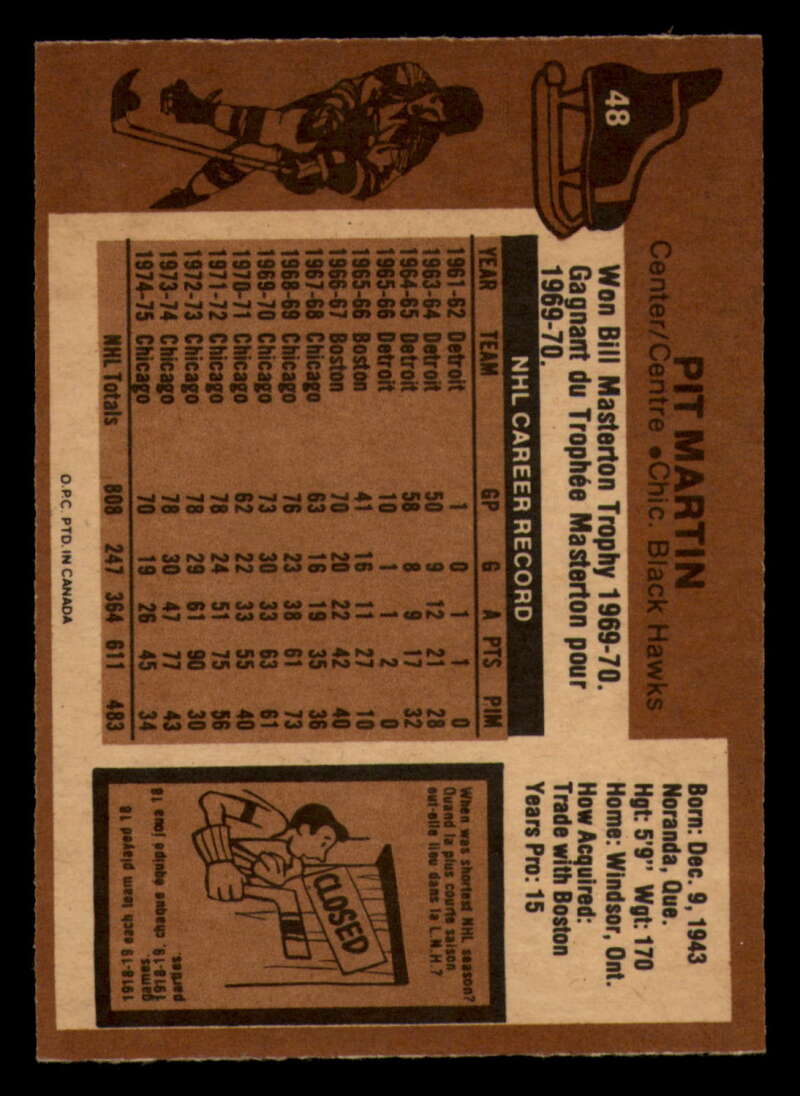 48
PIT MARTIN
Center/Centre ●Chic. Black Hawks
Won Bill Masterton Trophy 1969-70.
Gagnant du Trophée Masterton pour
1969-70.
Born: Dec. 9, 1943
Noranda, Que.
Hgt: 5'9" Wgt: 170
Home: Windsor, Ont.
How Acquired:
Trade with Boston
Years Pro: 15
NHL CAREER RECORD
YEAR TEAM GP G A PTS PIM
1961-62 Detroit 1 0 1 1 0
1963-64 Detroit 50 9 12 21 28
1964-65 Detroit 58 8 9 17 32
1965-66 Detroit 10 1 1 2 0
1965-66 Boston 41 16 11 27 10
1966-67 Boston 70 20 22 42 40
1967-68 Chicago 63 16 19 35 36
1968-69 Chicago 76 23 38 61 73
1969-70 Chicago 73 30 33 63 61
1970-71 Chicago 62 22 33 55 40
1971-72 Chicago 78 24 51 75 56
1972-73 Chicago 78 29 61 90 30
1973-74 Chicago 78 30 47 77 43
1974-75 Chicago 70 19 26 45 34
NHL Totals 808 247 364 611 483
When was shortest NHL season?
Quand la plus courte saison
eut-elle lieu dans la L.N.H.?
CLOSED
1918-19 each team played 18
games.
1918-19, chaque équipe joua 18
parties.
O.P.C. PTD. IN CANADA